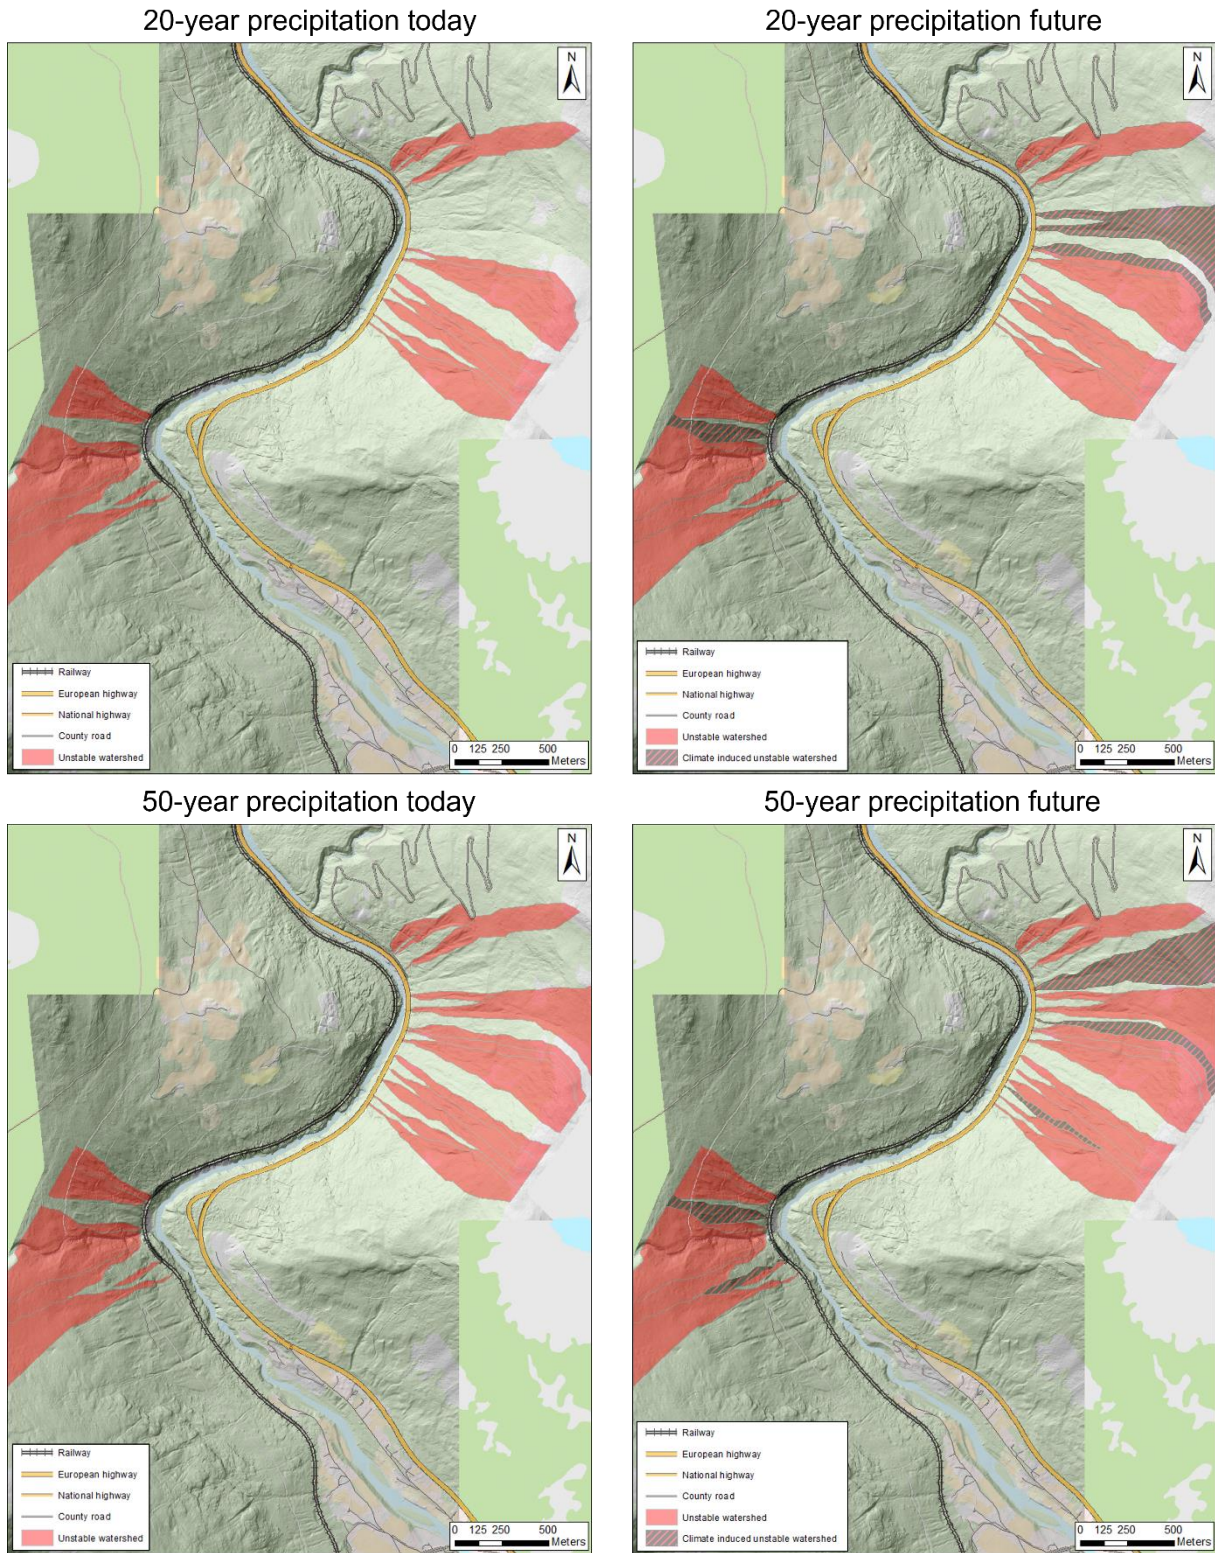 20-year precipitation today
20-year precipitation future
N
Railway
European highway
National highway
County road
Unstable watershed
0 125 250 500
Meters
N
Railway
European highway
National highway
County road
Unstable watershed
Climate induced unstable watershed
0 125 250 500
Meters
50-year precipitation today
50-year precipitation future
N
Railway
European highway
National highway
County road
Unstable watershed
0 125 250 500
Meters
N
Railway
European highway
National highway
County road
Unstable watershed
Climate induced unstable watershed
0 125 250 500
Meters